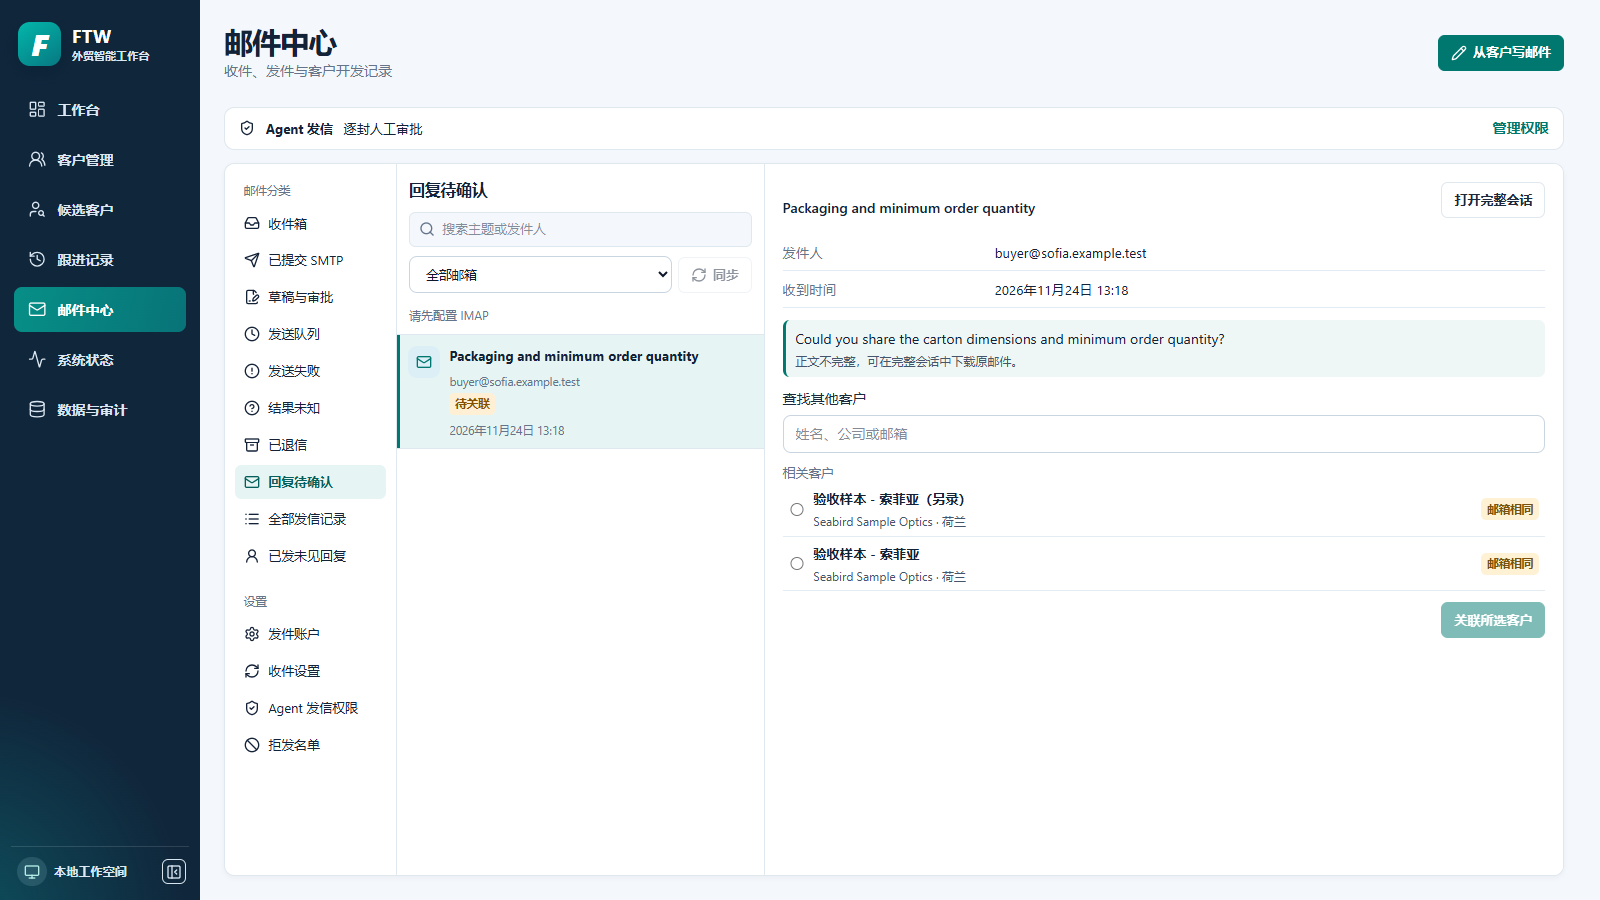 FTW
外贸智能工作台
工作台
客户管理
候选客户
跟进记录
邮件中心
系统状态
数据与审计
本地工作空间
邮件中心
收件、发件与客户开发记录
从客户写邮件
Agent 发信 逐封人工审批
管理权限
邮件分类
收件箱
已提交 SMTP
草稿与审批
发送队列
发送失败
结果未知
已退信
回复待确认
全部发信记录
已发未见回复
设置
发件账户
收件设置
Agent 发信权限
拒发名单
回复待确认
搜索主题或发件人
全部邮箱
同步
请先配置 IMAP
Packaging and minimum order quantity
buyer@sofia.example.test
待关联
2026年11月24日 13:18
Packaging and minimum order quantity
打开完整会话
发件人 buyer@sofia.example.test
收到时间 2026年11月24日 13:18
Could you share the carton dimensions and minimum order quantity?
正文不完整，可在完整会话中下载原邮件。
查找其他客户
姓名、公司或邮箱
相关客户
验收样本 - 索菲亚（另录）
Seabird Sample Optics · 荷兰
邮箱相同
验收样本 - 索菲亚
Seabird Sample Optics · 荷兰
邮箱相同
关联所选客户